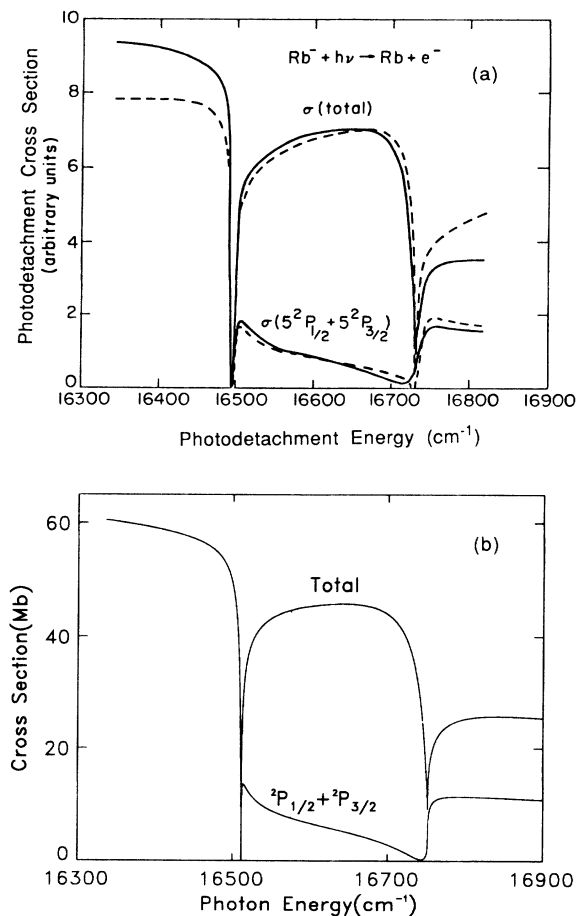 10
8
6
4
2
0
Photodetachment Cross Section
(arbitrary units)
Rb⁻ + hν → Rb + e⁻
(a)
σ(total)
σ(5²P₁/₂ + 5²P₃/₂)
16300 16400 16500 16600 16700 16800 16900
Photodetachment Energy (cm⁻¹)
60
40
20
0
Cross Section(Mb)
(b)
Total
²P₁/₂ + ²P₃/₂
16300 16500 16700 16900
Photon Energy(cm⁻¹)